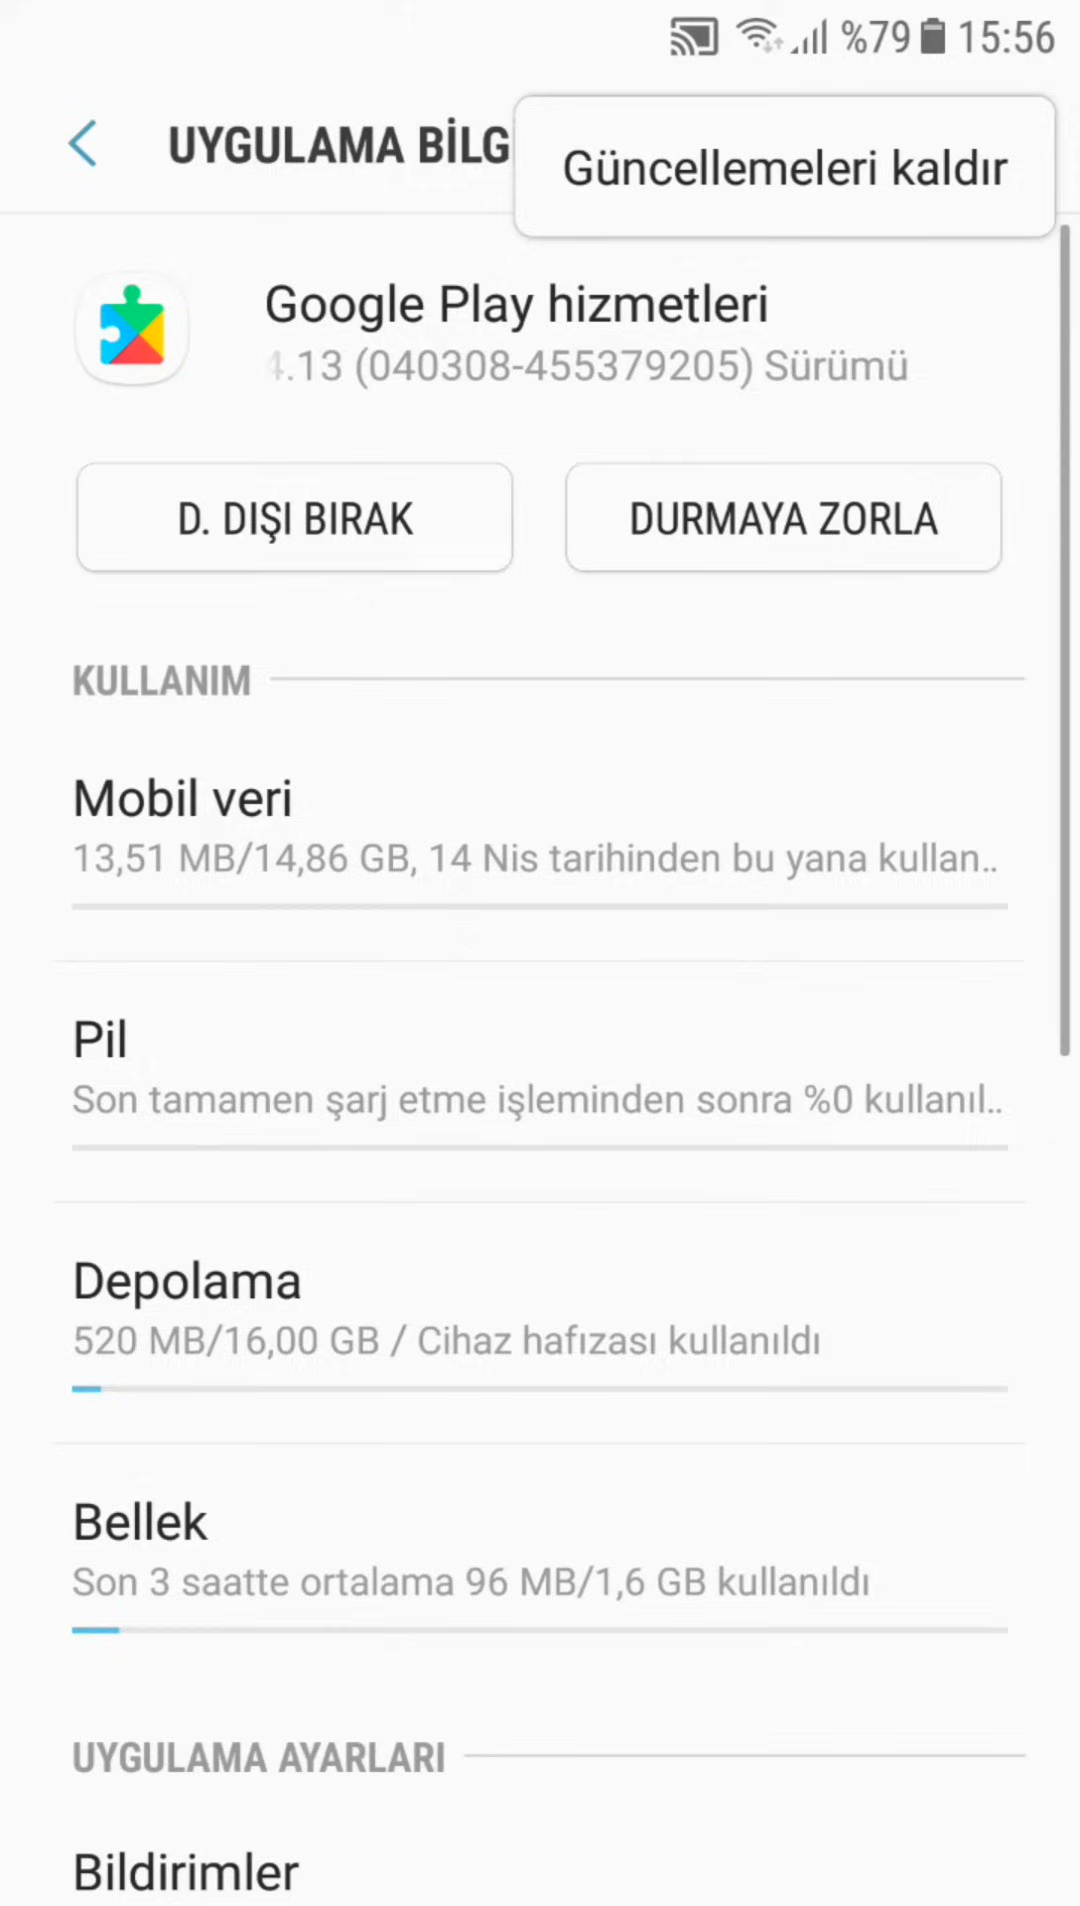 %79 15:56
UYGULAMA BİLG
Güncellemeleri kaldır
Google Play hizmetleri
.13 (040308-455379205) Sürümü
D. DIŞI BIRAK
DURMAYA ZORLA
KULLANIM
Mobil veri
13,51 MB/14,86 GB, 14 Nis tarihinden bu yana kullan..
Pil
Son tamamen şarj etme işleminden sonra %0 kullanıl..
Depolama
520 MB/16,00 GB / Cihaz hafızası kullanıldı
Bellek
Son 3 saatte ortalama 96 MB/1,6 GB kullanıldı
UYGULAMA AYARLARI
Bildirimler